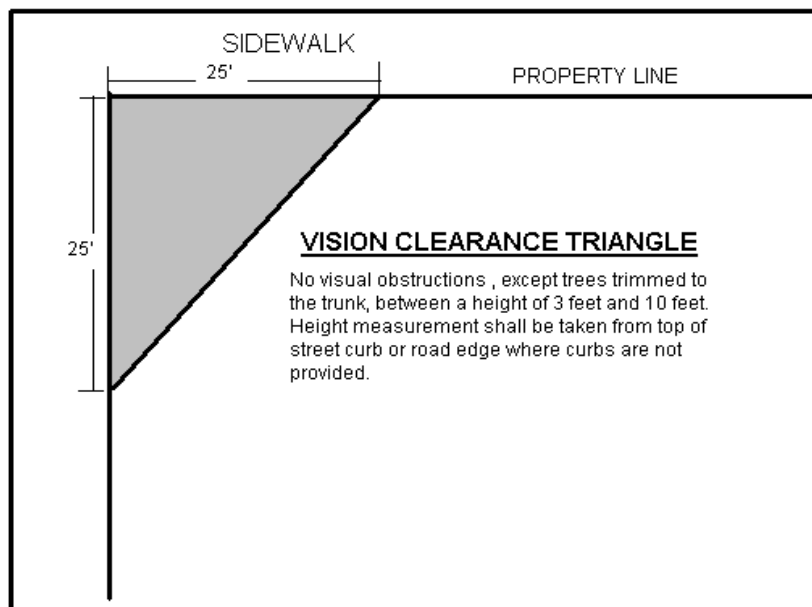 SIDEWALK
25'
PROPERTY LINE
25'
VISION CLEARANCE TRIANGLE
No visual obstructions , except trees trimmed to
the trunk, between a height of 3 feet and 10 feet.
Height measurement shall be taken from top of
street curb or road edge where curbs are not
provided.